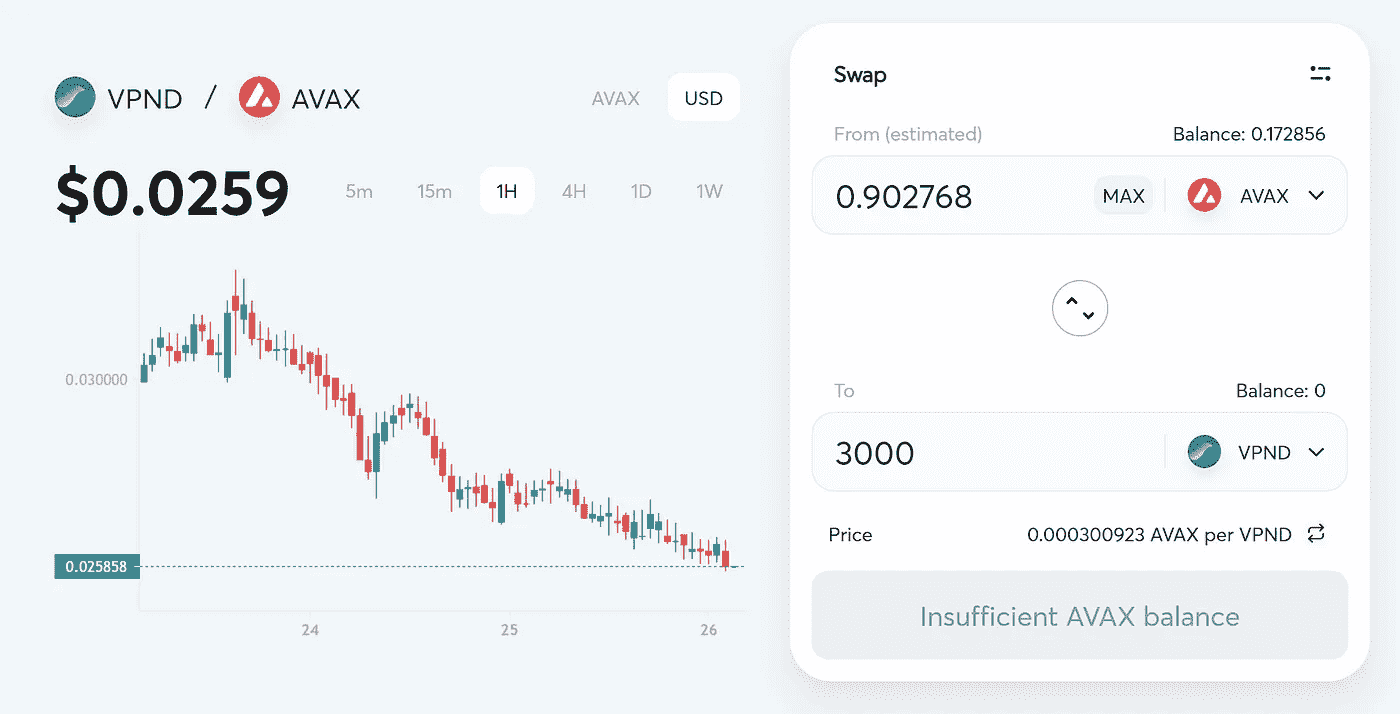 VPND / AVAX
AVAX USD
$0.0259
5m 15m 1H 4H 1D 1W
0.030000
0.025858
24 25 26
Swap
From (estimated) Balance: 0.172856
0.902768 MAX AVAX
To Balance: 0
3000 VPND
Price 0.000300923 AVAX per VPND
Insufficient AVAX balance